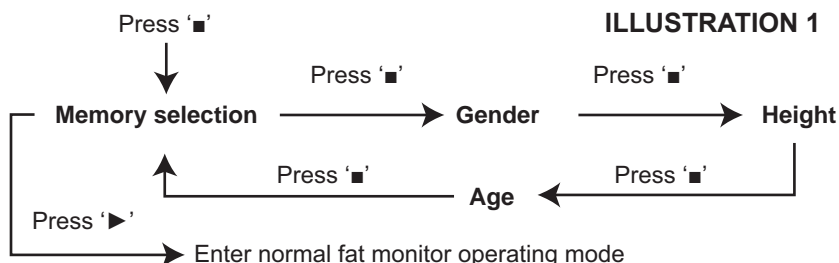 Press ‘■’
ILLUSTRATION 1
Press ‘■’
Press ‘■’
Memory selection
Gender
Height
Press ‘■’
Press ‘■’
Age
Press ‘►’
Enter normal fat monitor operating mode